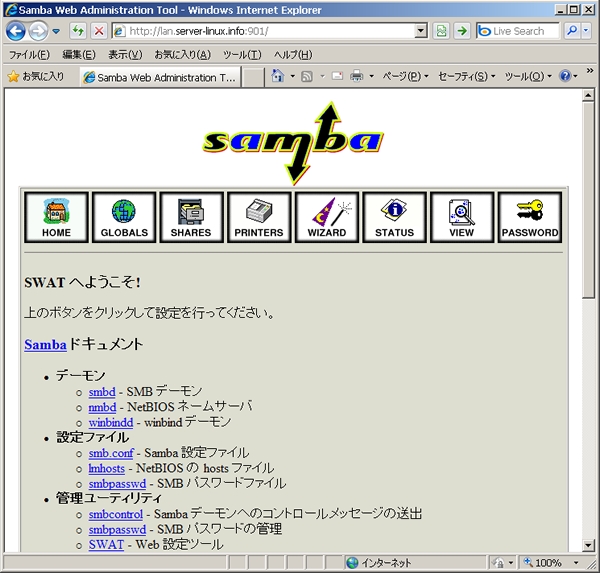 Samba Web Administration Tool - Windows Internet Explorer
http://lan.server-linux.info:901/
Live Search
ファイル(F) 編集(E) 表示(V) お気に入り(A) ツール(T) ヘルプ(H)
お気に入り Samba Web Administration T... ページ(P) セーフティ(S) ツール(O)
samba
HOME GLOBALS SHARES PRINTERS WIZARD STATUS VIEW PASSWORD
SWAT へようこそ!
上のボタンをクリックして設定を行ってください。
Samba ドキュメント
デーモン
smbd - SMB デーモン
nmbd - NetBIOS ネームサーバ
winbindd - winbind デーモン
設定ファイル
smb.conf - Samba 設定ファイル
lmhosts - NetBIOS の hosts ファイル
smbpasswd - SMB パスワードファイル
管理ユーティリティ
smbcontrol - Samba デーモンへのコントロールメッセージの送出
smbpasswd - SMB パスワードの管理
SWAT - Web 設定ツール
インターネット 100%